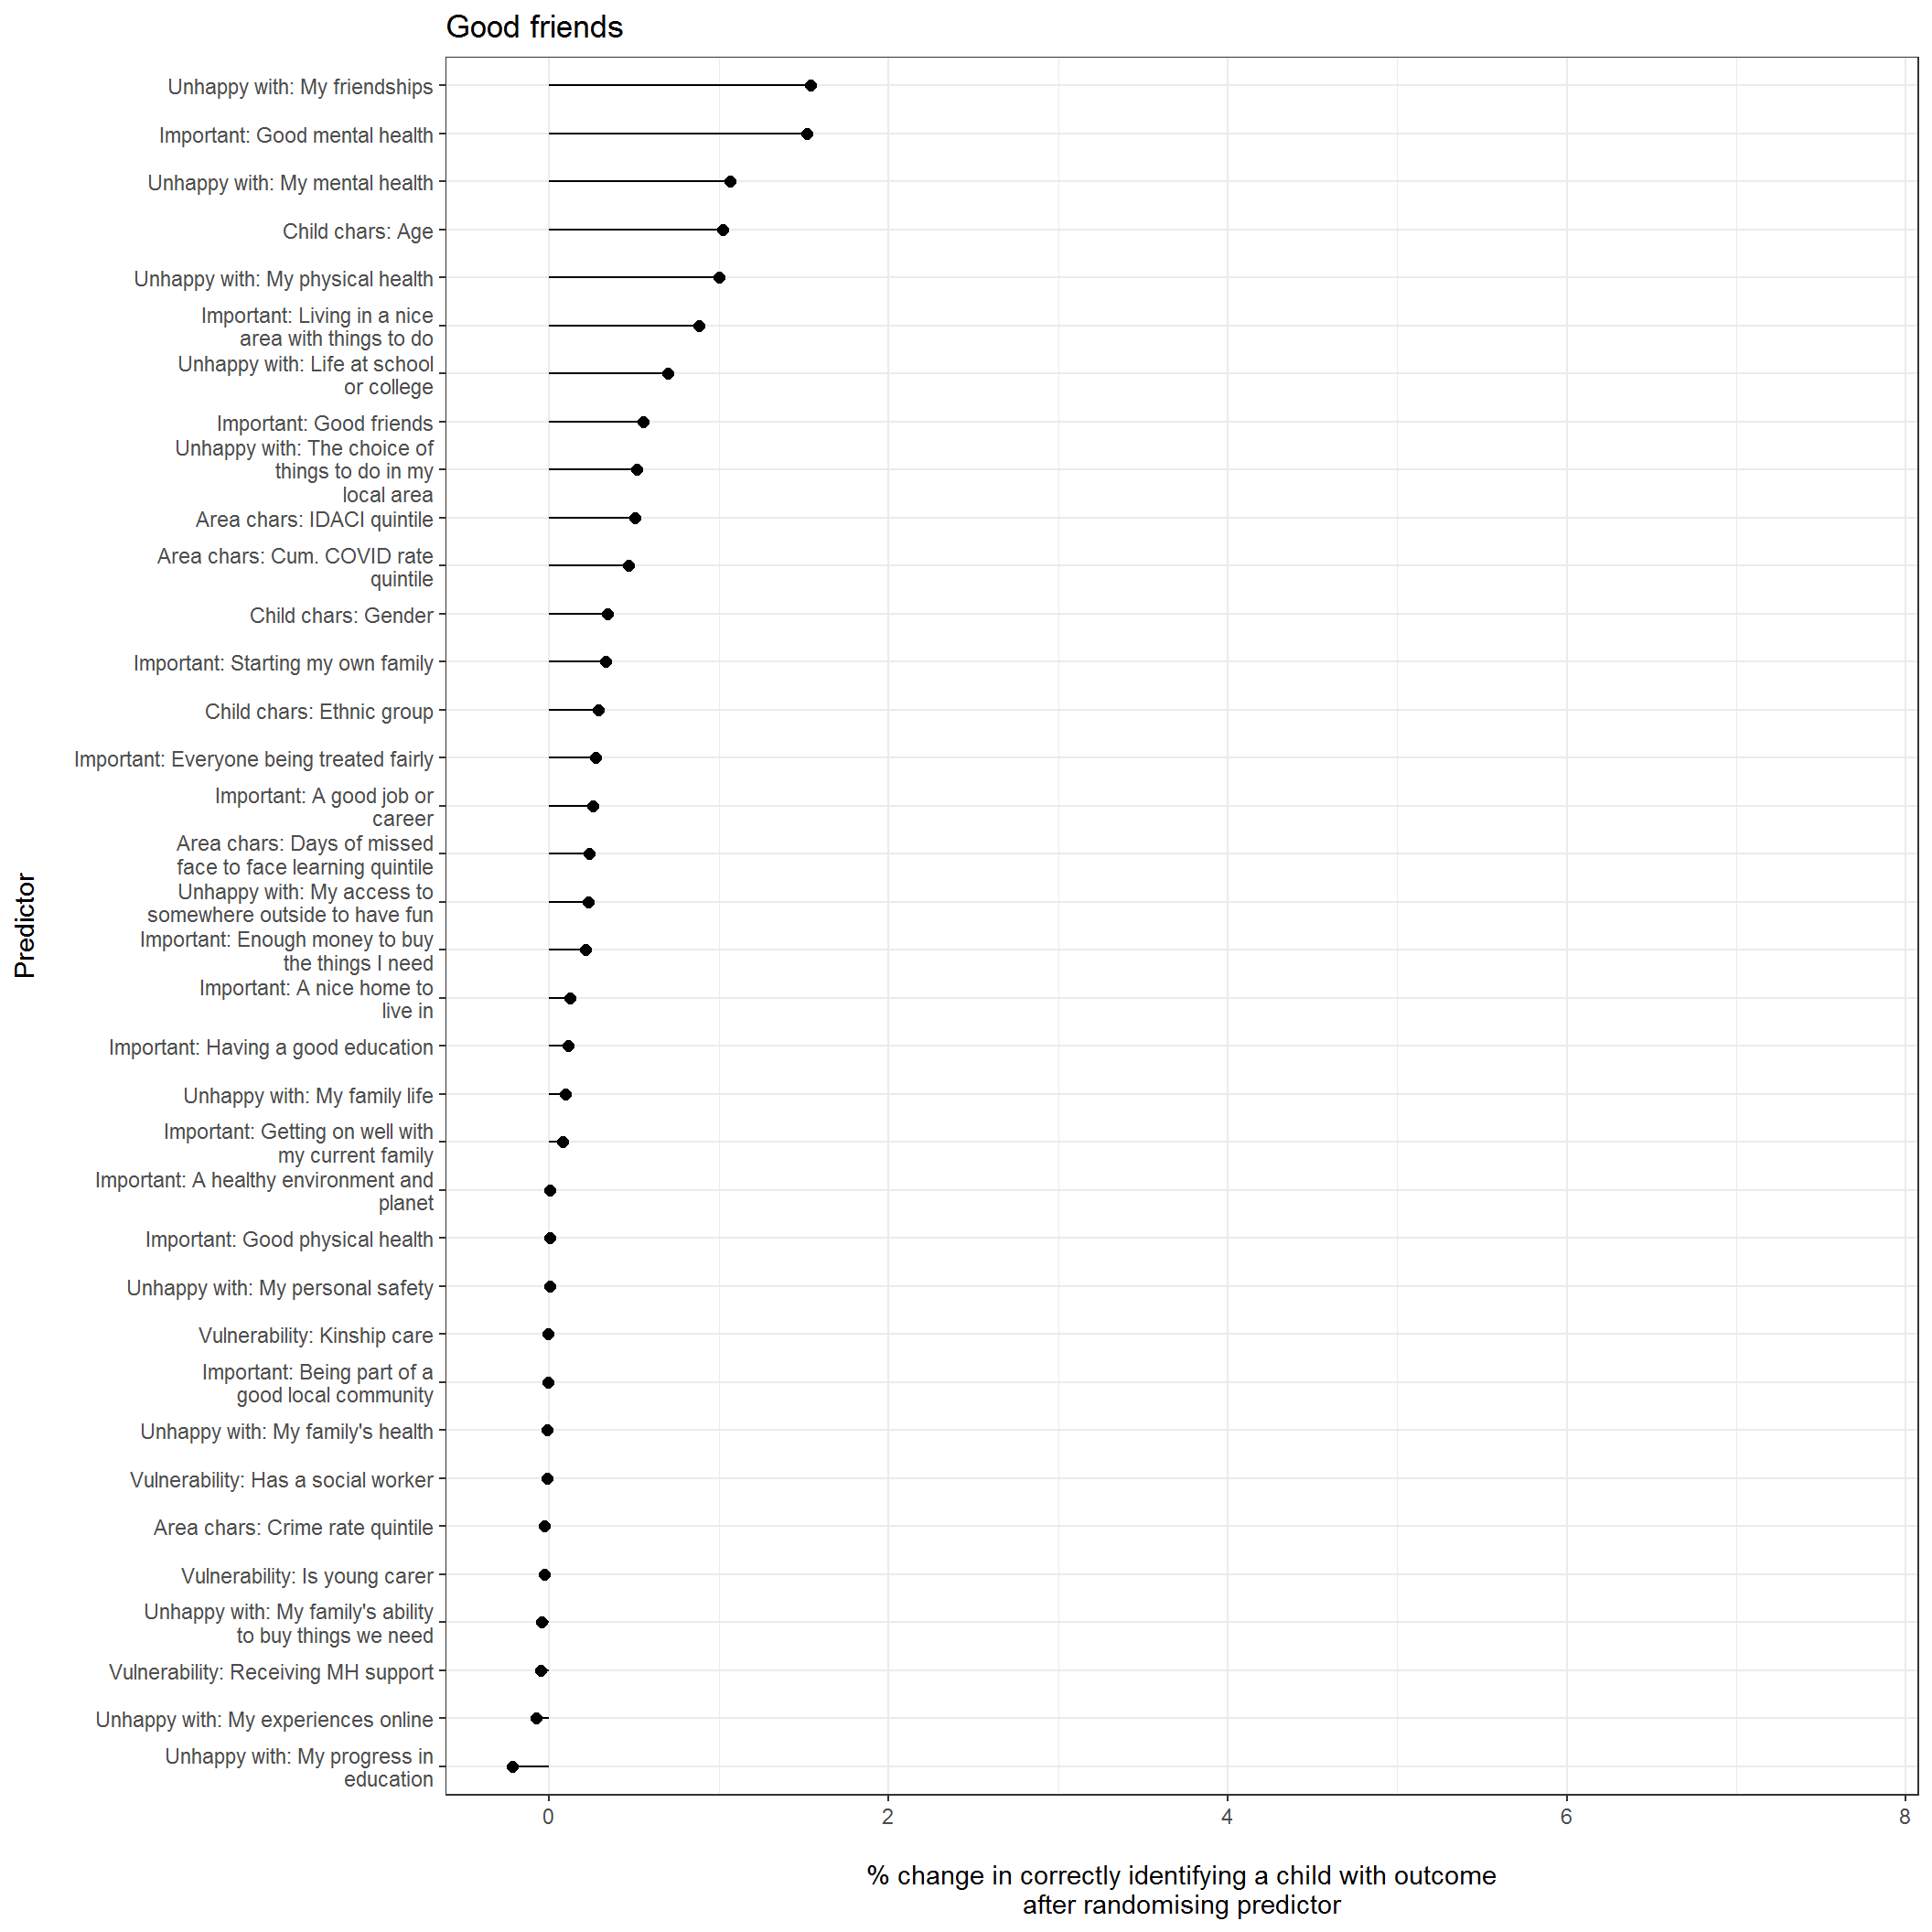 Good friends
Unhappy with: My friendships
Important: Good mental health
Unhappy with: My mental health
Child chars: Age
Unhappy with: My physical health
Important: Living in a nice
area with things to do
Unhappy with: Life at school
or college
Important: Good friends
Unhappy with: The choice of
things to do in my
local area
Area chars: IDACI quintile
Area chars: Cum. COVID rate
quintile
Child chars: Gender
Important: Starting my own family
Child chars: Ethnic group
Important: Everyone being treated fairly
Important: A good job or
career
Area chars: Days of missed
face to face learning quintile
Unhappy with: My access to
somewhere outside to have fun
Important: Enough money to buy
the things I need
Important: A nice home to
live in
Important: Having a good education
Unhappy with: My family life
Important: Getting on well with
my current family
Important: A healthy environment and
planet
Important: Good physical health
Unhappy with: My personal safety
Vulnerability: Kinship care
Important: Being part of a
good local community
Unhappy with: My family's health
Vulnerability: Has a social worker
Area chars: Crime rate quintile
Vulnerability: Is young carer
Unhappy with: My family's ability
to buy things we need
Vulnerability: Receiving MH support
Unhappy with: My experiences online
Unhappy with: My progress in
education
Predictor
0 2 4 6 8
% change in correctly identifying a child with outcome
after randomising predictor